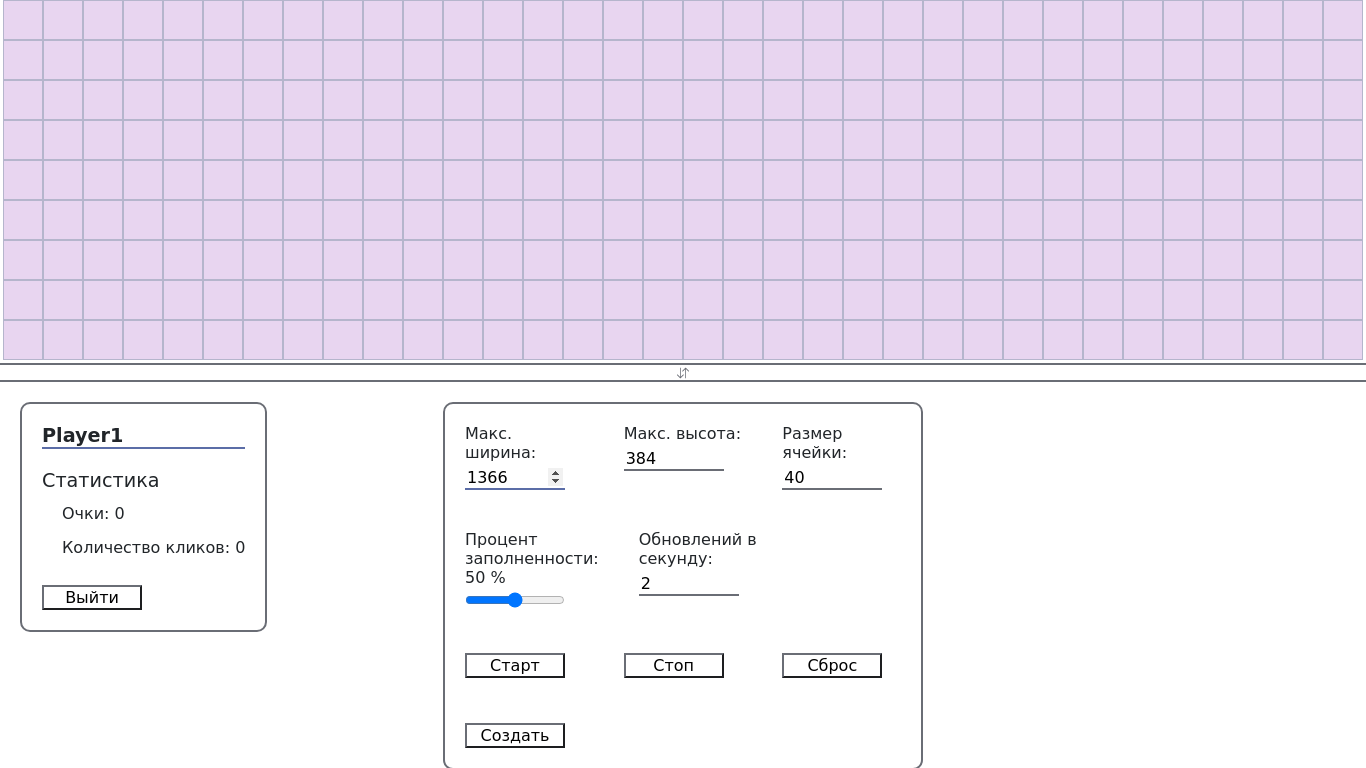 Player1
Статистика
Очки: 0
Количество кликов: 0
Выйти
Макс.
ширина:
1366
Макс. высота:
384
Размер
ячейки:
40
Процент
заполненности:
50 %
Обновлений в
секунду:
2
Старт
Стоп
Сброс
Создать